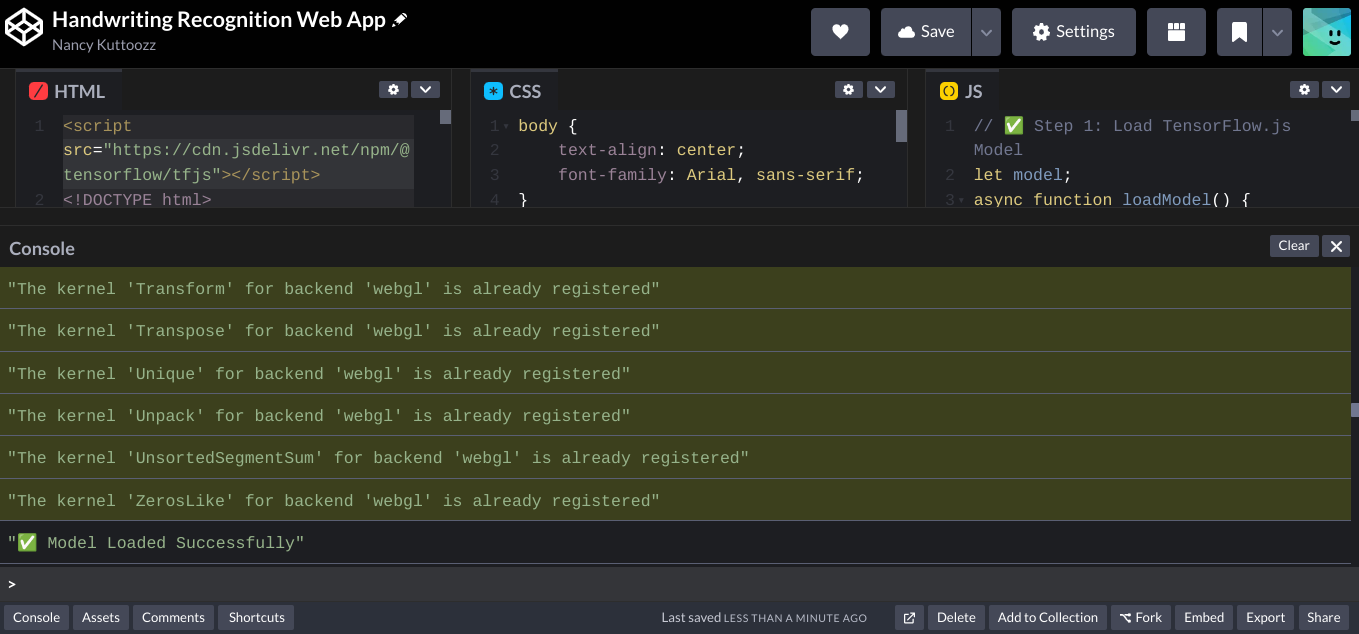 Handwriting Recognition Web App
Nancy Kuttoozz
Save
Settings
HTML
1 <script
src="https://cdn.jsdelivr.net/npm/@
tensorflow/tfjs"></script>
2 <!DOCTYPE html>
CSS
1 body {
2 text-align: center;
3 font-family: Arial, sans-serif;
4 }
JS
1 // ✅ Step 1: Load TensorFlow.js
Model
2 let model;
3 async function loadModel() {
Console
Clear
"The kernel 'Transform' for backend 'webgl' is already registered"
"The kernel 'Transpose' for backend 'webgl' is already registered"
"The kernel 'Unique' for backend 'webgl' is already registered"
"The kernel 'Unpack' for backend 'webgl' is already registered"
"The kernel 'UnsortedSegmentSum' for backend 'webgl' is already registered"
"The kernel 'ZerosLike' for backend 'webgl' is already registered"
"✅ Model Loaded Successfully"
>
Console Assets Comments Shortcuts Last saved LESS THAN A MINUTE AGO Delete Add to Collection Fork Embed Export Share